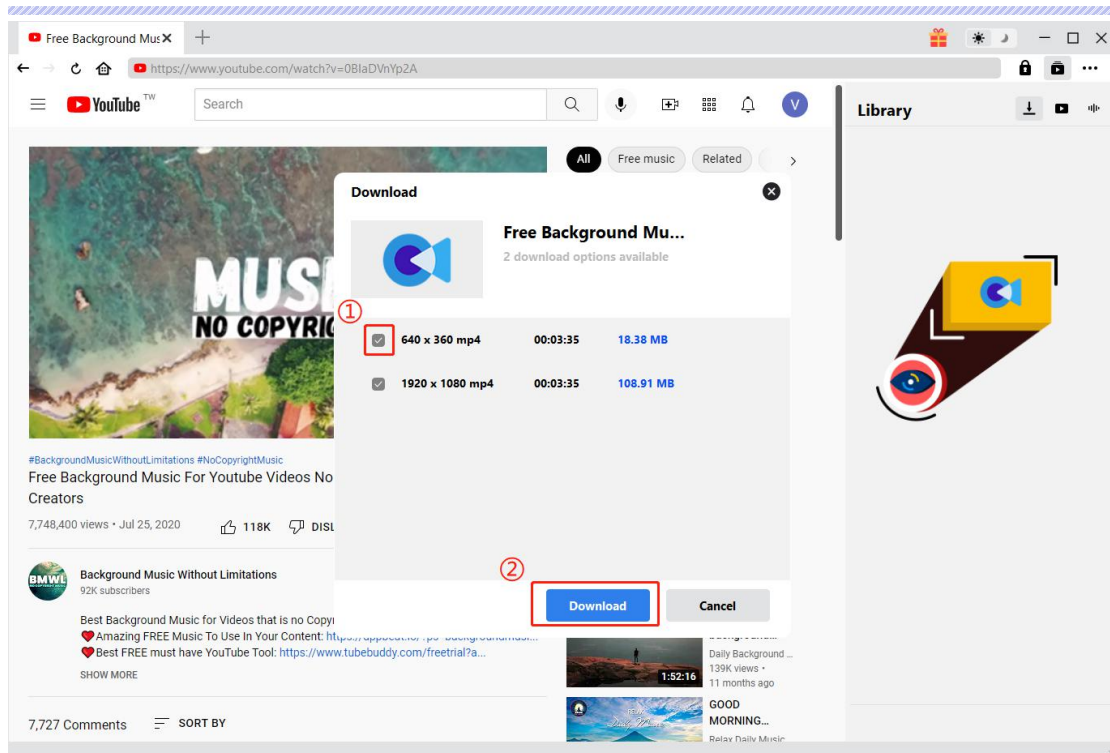 Free Background Mus
https://www.youtube.com/watch?v=0BlaDVnYp2A
YouTube TW
Search
V
Library
All
Free music
Related
Download
Free Backgrou​nd Mu...
2 download options available
MUSI
NO COPYRIG
①
640 x 360 mp4 00:03:35 18.38 MB
1920 x 1080 mp4 00:03:35 108.91 MB
②
Download
Cancel
#BackgroundMusicWithoutLimitations #NoCopyrightMusic
Free Background Music For Youtube Videos No
Creators
7,748,400 views • Jul 25, 2020
118K
DISL
BMWL
Background Music Without Limitations
92K subscribers
Best Background Music for Videos that is no Copyri
Amazing FREE Music To Use In Your Content:
Best FREE must have YouTube Tool: https://www.tubebuddy.com/freetrial?a...
SHOW MORE
7,727 Comments
SORT BY
1:52:16
Daily Background ...
139K views •
11 months ago
GOOD
MORNING...
Relax Daily Music